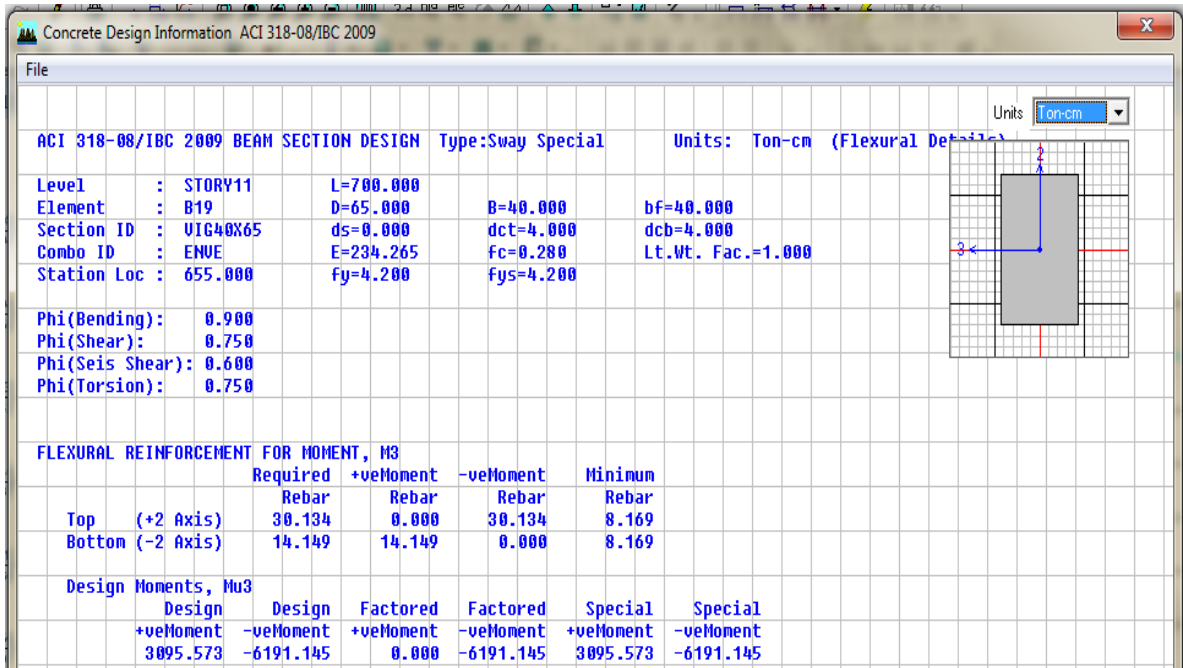 Concrete Design Information ACI 318-08/IBC 2009
X
File
Units Ton-cm
ACI 318-08/IBC 2009 BEAM SECTION DESIGN Type:Sway Special Units: Ton-cm (Flexural Details)
Level : STORY11 L=700.000
Element : B19 D=65.000 B=40.000 bf=40.000
Section ID : VIG40X65 ds=0.000 dct=4.000 dcb=4.000
Combo ID : ENVE E=234.265 fc=0.280 Lt.Wt. Fac.=1.000
Station Loc : 655.000 fy=4.200 fys=4.200
2
3
Phi(Bending): 0.900
Phi(Shear): 0.750
Phi(Seis Shear): 0.600
Phi(Torsion): 0.750
FLEXURAL REINFORCEMENT FOR MOMENT, M3
Required +veMoment -veMoment Minimum
Rebar Rebar Rebar Rebar
Top (+2 Axis) 30.134 0.000 30.134 8.169
Bottom (-2 Axis) 14.149 14.149 0.000 8.169
Design Moments, Mu3
Design Design Factored Factored Special Special
+veMoment -veMoment +veMoment -veMoment +veMoment -veMoment
3095.573 -6191.145 0.000 -6191.145 3095.573 -6191.145